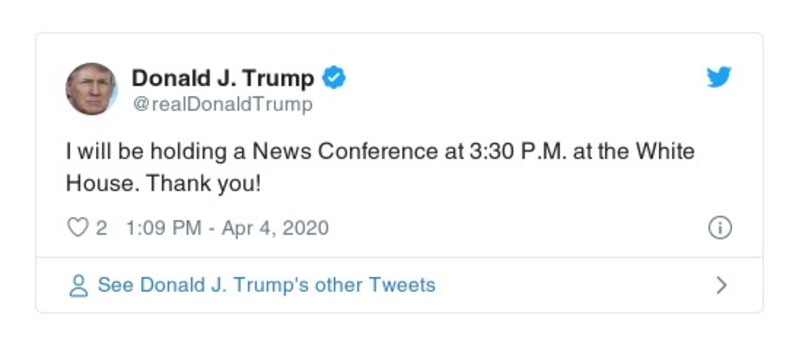 Donald J. Trump
@realDonaldTrump
I will be holding a News Conference at 3:30 P.M. at the White
House. Thank you!
2 1:09 PM - Apr 4, 2020
See Donald J. Trump's other Tweets